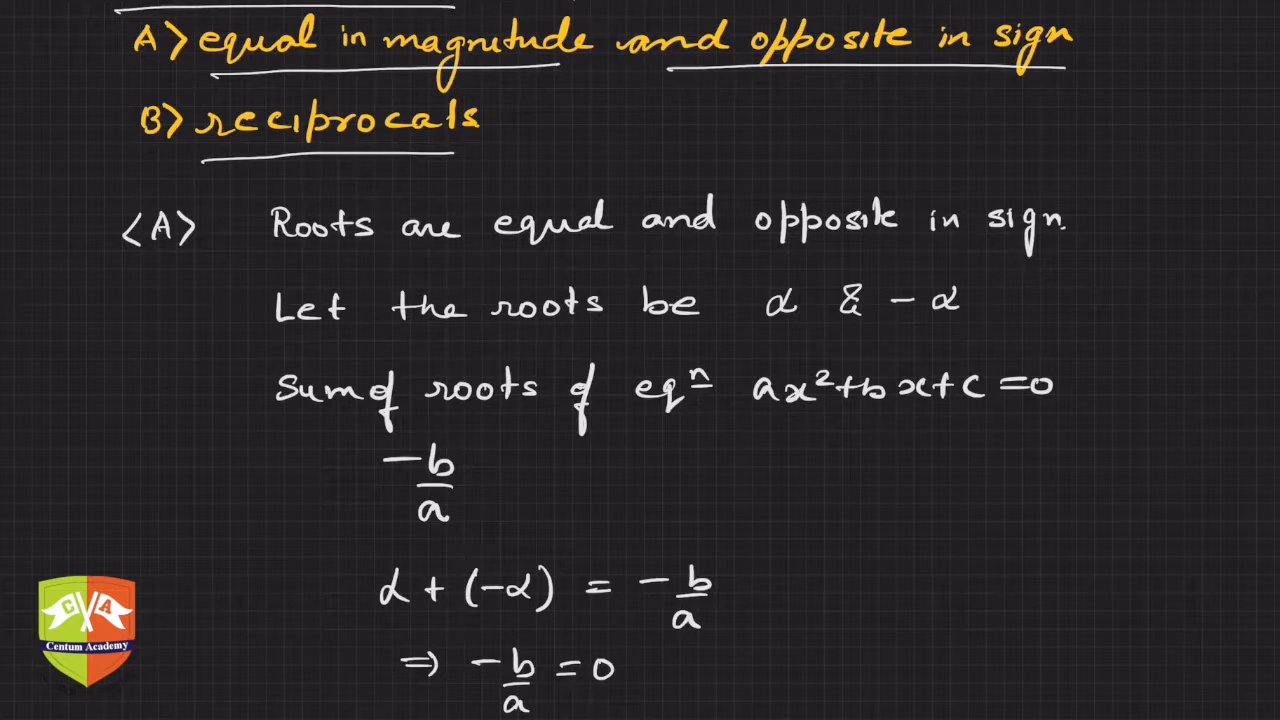 A> equal in magnitude and opposite in sign
B> reciprocals
<A> Roots are equal and opposite in sign.
Let the roots be α & - α
Sum of roots of eqⁿ ax²+bx+c=0
-b/a
α + (-α) = -b/a
⇒ -b/a = 0
C A
Centum Academy